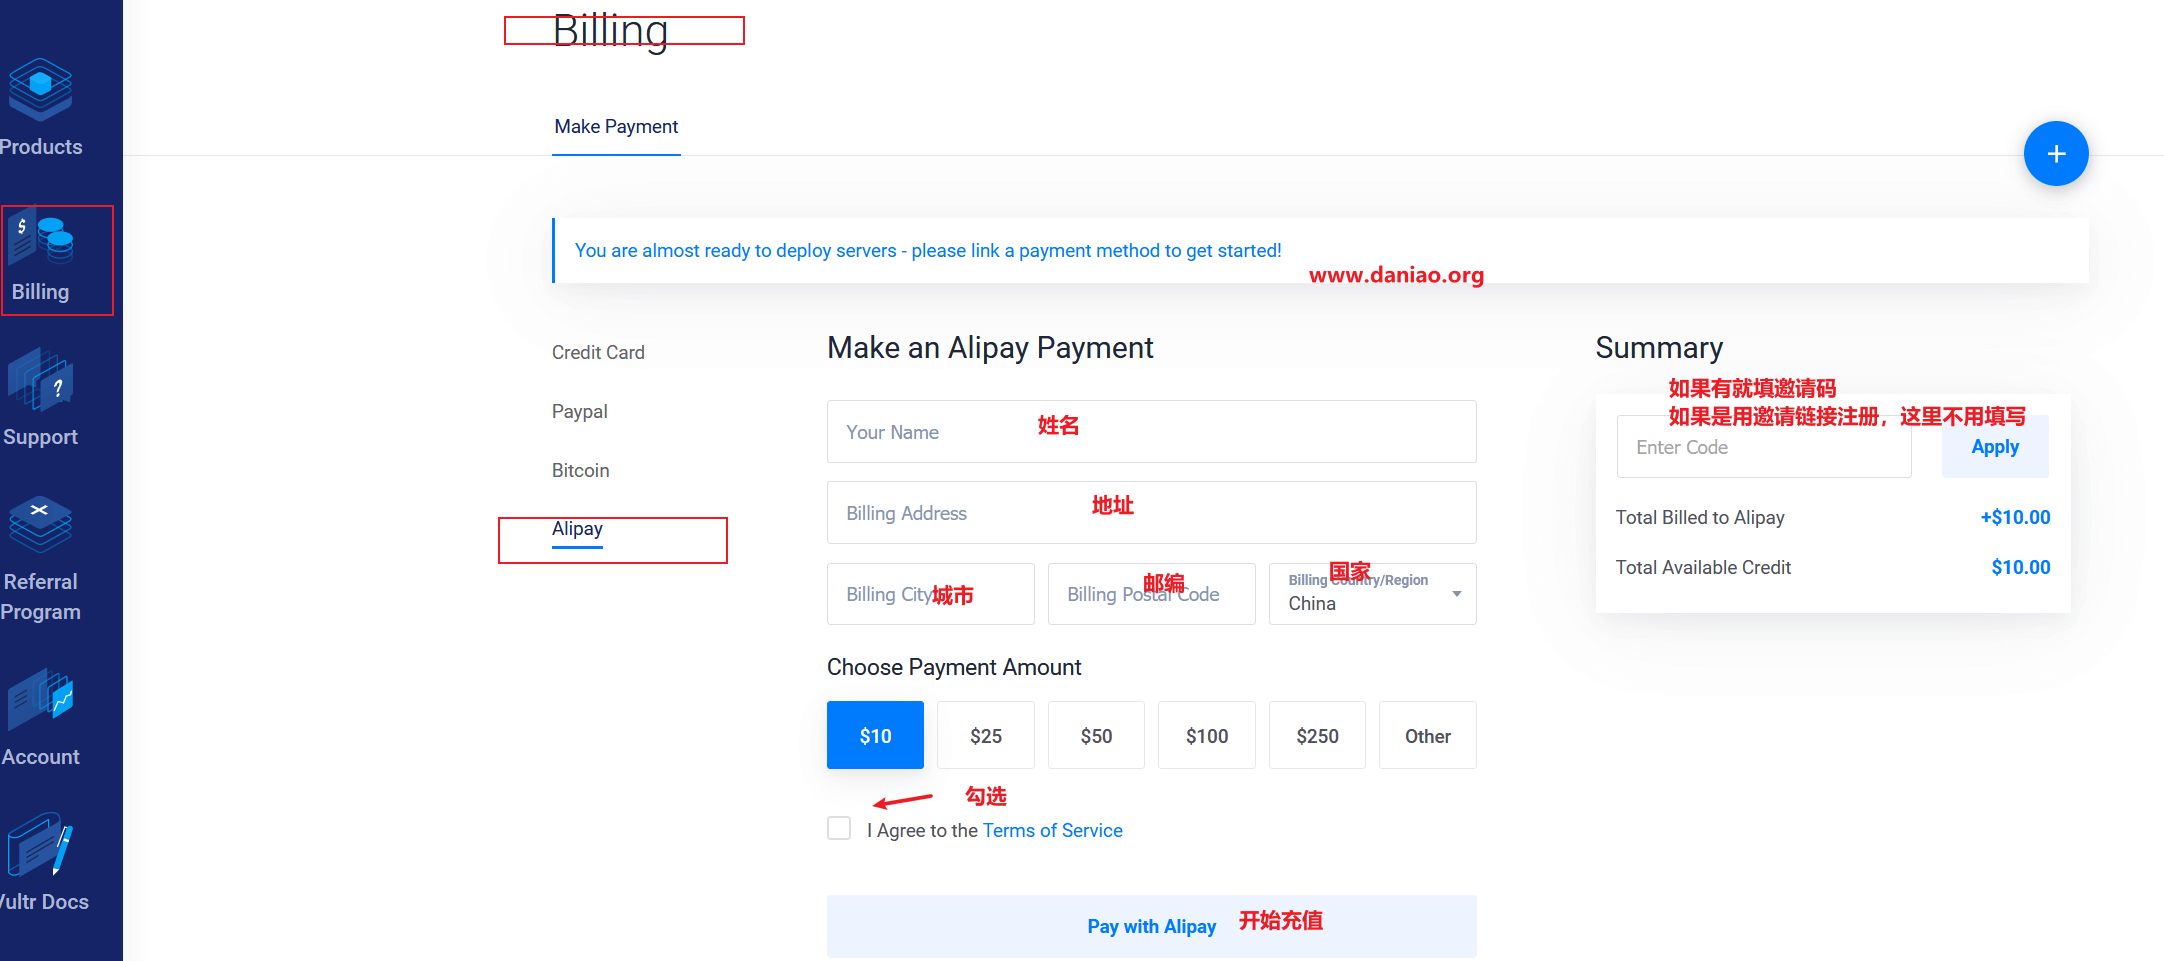 Billing
Products
Billing
Support
Referral
Program
Account
Vultr Docs
Make Payment
+
You are almost ready to deploy servers - please link a payment method to get started!
www.daniao.org
Credit Card
Paypal
Bitcoin
Alipay
Make an Alipay Payment
Your Name
姓名
Billing Address
地址
Billing City
城市
Billing Postal Code
邮编
Billing Country/Region
国家
China
Choose Payment Amount
$10
$25
$50
$100
$250
Other
勾选
I Agree to the Terms of Service
Pay with Alipay
开始充值
Summary
如果有就填邀请码
如果是用邀请链接注册，这里不用填写
Enter Code
Apply
Total Billed to Alipay
+$10.00
Total Available Credit
$10.00